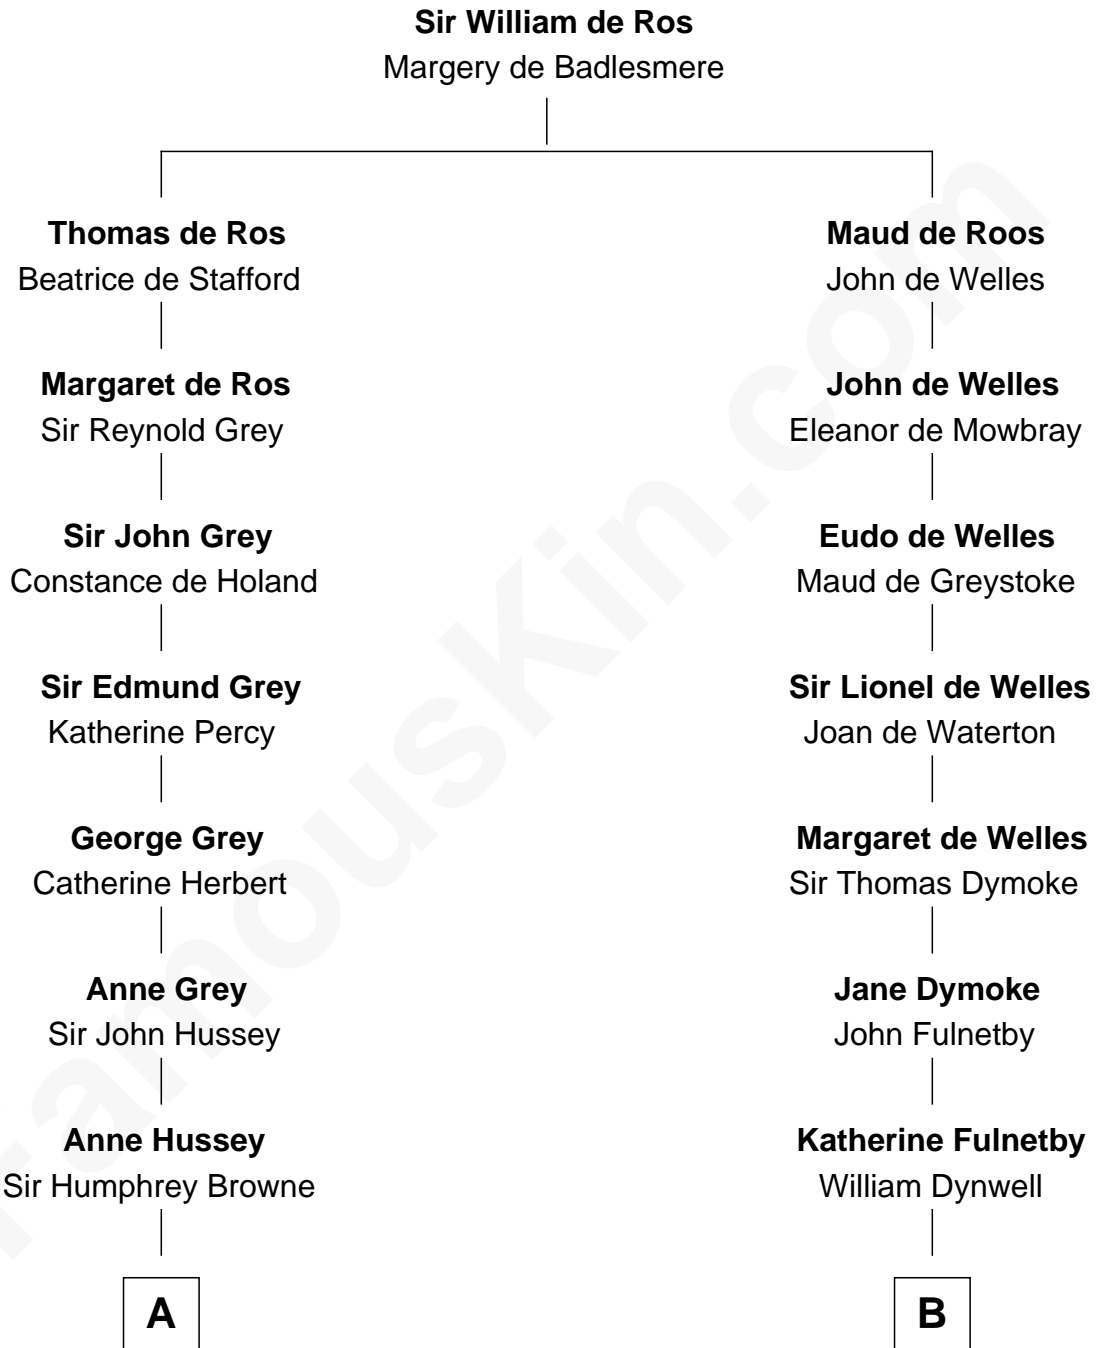 Sir William de Ros
Margery de Badlesmere
Thomas de Ros
Beatrice de Stafford
Margaret de Ros
Sir Reynold Grey
Sir John Grey
Constance de Holand
Sir Edmund Grey
Katherine Percy
George Grey
Catherine Herbert
Anne Grey
Sir John Hussey
Anne Hussey
Sir Humphrey Browne
A
Maud de Roos
John de Welles
John de Welles
Eleanor de Mowbray
Eudo de Welles
Maud de Greystoke
Sir Lionel de Welles
Joan de Waterton
Margaret de Welles
Sir Thomas Dymoke
Jane Dymoke
John Fulnetby
Katherine Fulnetby
William Dynwell
B
FamousKin.com